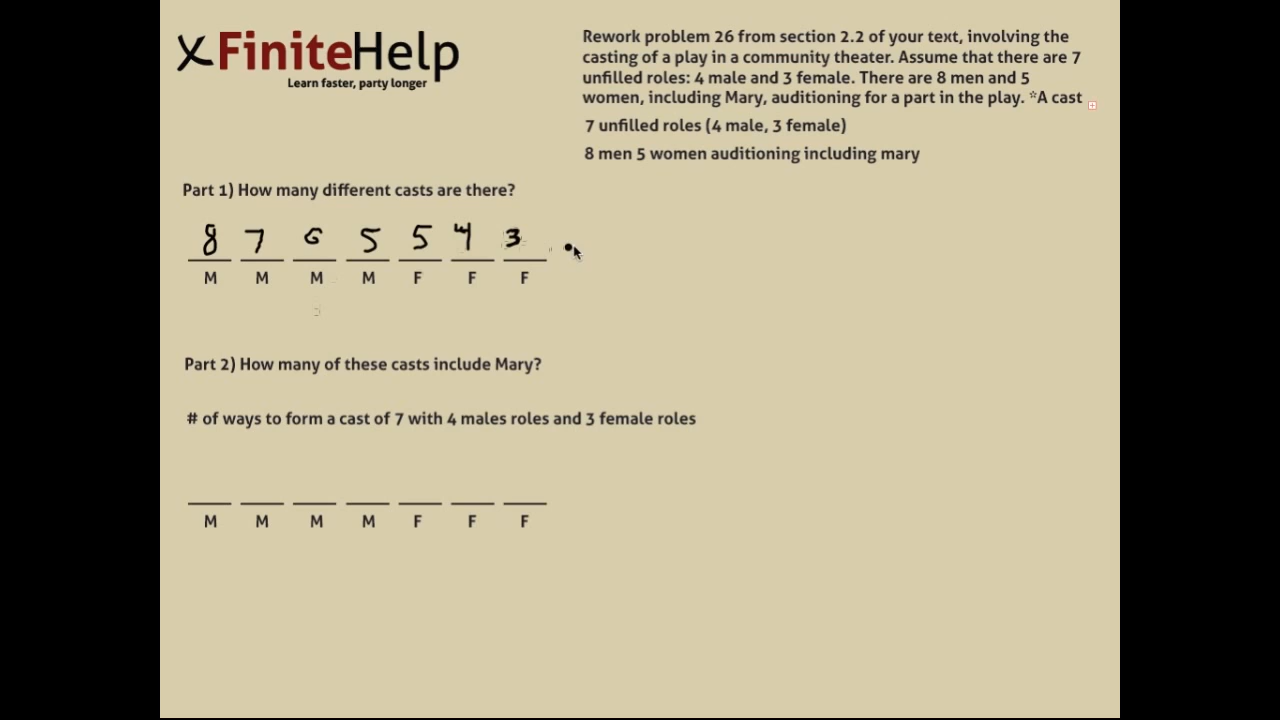 XFiniteHelp
Learn faster, party longer
Rework problem 26 from section 2.2 of your text, involving the
casting of a play in a community theater. Assume that there are 7
unfilled roles: 4 male and 3 female. There are 8 men and 5
women, including Mary, auditioning for a part in the play. *A cast
7 unfilled roles (4 male, 3 female)
8 men 5 women auditioning including mary
Part 1) How many different casts are there?
8 7 6 5 5 4 3
M M M M F F F
Part 2) How many of these casts include Mary?
# of ways to form a cast of 7 with 4 males roles and 3 female roles
M M M M F F F